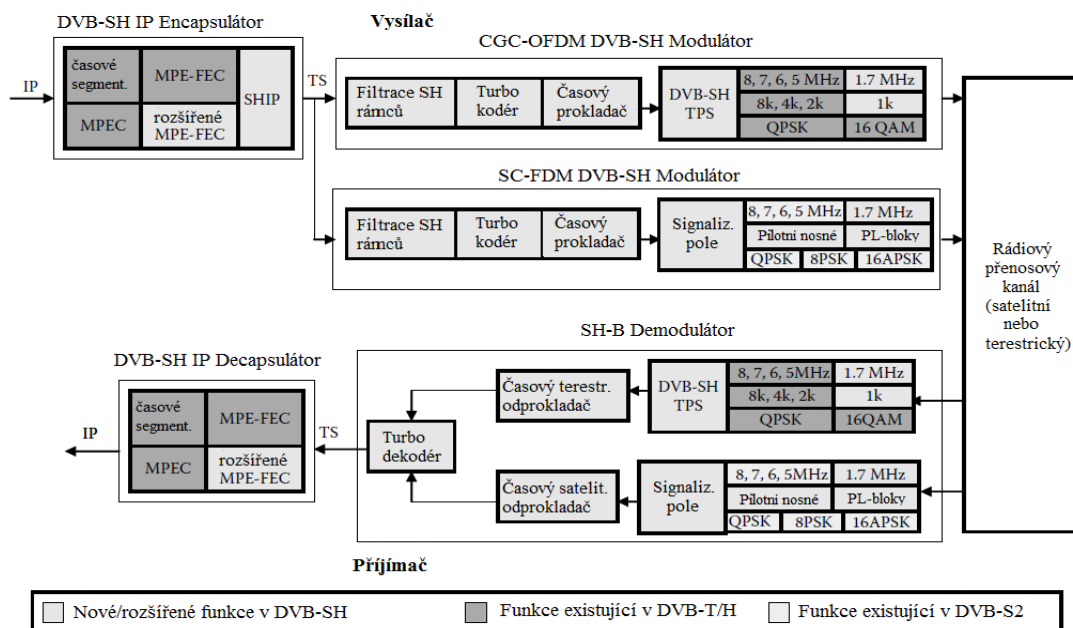 Vysílač
DVB-SH IP Encapsulátor
CGC-OFDM DVB-SH Modulátor
IP
časové
segment.
MPE-FEC
MPEC
rozšířené
MPE-FEC
SHIP
TS
Filtrace SH
rámců
Turbo
kodér
Časový
prokladač
DVB-SH
TPS
8, 7, 6, 5 MHz
1.7 MHz
8k, 4k, 2k
1k
QPSK
16 QAM
SC-FDM DVB-SH Modulátor
Filtrace SH
rámců
Turbo
kodér
Časový
prokladač
Signaliz.
pole
8, 7, 6, 5 MHz
1.7 MHz
Pilotni nosné
PL-bloky
QPSK
8PSK
16APSK
Rádiový
přenosový
kanál
(satelitní
nebo
terestrický)
SH-B Demodulátor
DVB-SH IP Decapsulátor
IP
časové
segment.
MPE-FEC
MPEC
rozšířené
MPE-FEC
TS
Turbo
dekodér
Časový terestr.
odprokladač
DVB-SH
TPS
8, 7, 6, 5MHz
1.7 MHz
8k, 4k, 2k
1k
QPSK
16QAM
Časový satelit.
odprokladač
Signaliz.
pole
8, 7, 6, 5MHz
1.7 MHz
Pilotní nosné
PL-bloky
QPSK
8PSK
16APSK
Příjímač
Nové/rozšířené funkce v DVB-SH
Funkce existující v DVB-T/H
Funkce existující v DVB-S2